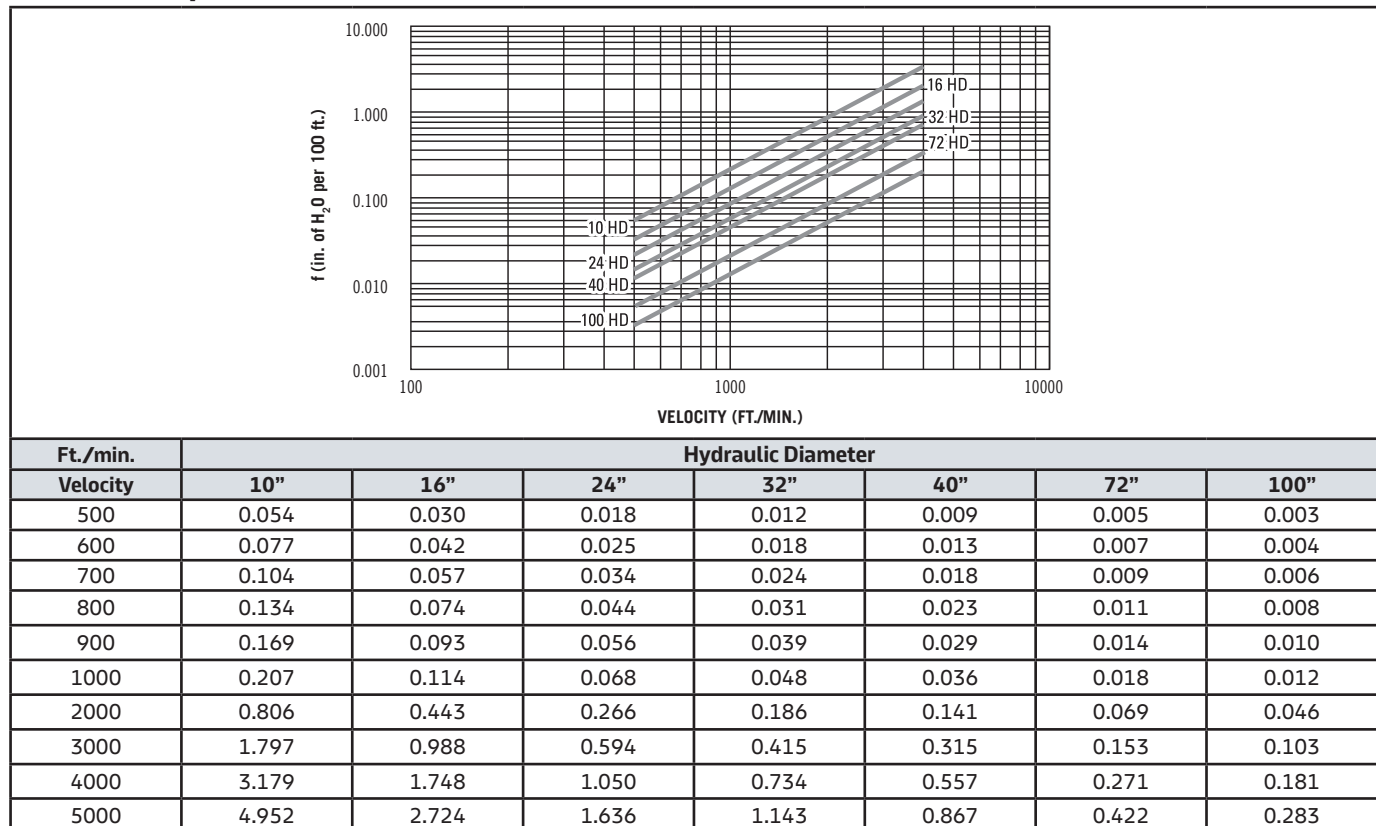 10.000
1.000
0.100
0.010
0.001
f (in. of H₂O per 100 ft.)
16 HD
32 HD
72 HD
10 HD
24 HD
40 HD
100 HD
100 1000 10000
VELOCITY (FT./MIN.)
Ft./min. Hydraulic Diameter
Velocity 10” 16” 24” 32” 40” 72” 100”
500 0.054 0.030 0.018 0.012 0.009 0.005 0.003
600 0.077 0.042 0.025 0.018 0.013 0.007 0.004
700 0.104 0.057 0.034 0.024 0.018 0.009 0.006
800 0.134 0.074 0.044 0.031 0.023 0.011 0.008
900 0.169 0.093 0.056 0.039 0.029 0.014 0.010
1000 0.207 0.114 0.068 0.048 0.036 0.018 0.012
2000 0.806 0.443 0.266 0.186 0.141 0.069 0.046
3000 1.797 0.988 0.594 0.415 0.315 0.153 0.103
4000 3.179 1.748 1.050 0.734 0.557 0.271 0.181
5000 4.952 2.724 1.636 1.143 0.867 0.422 0.283